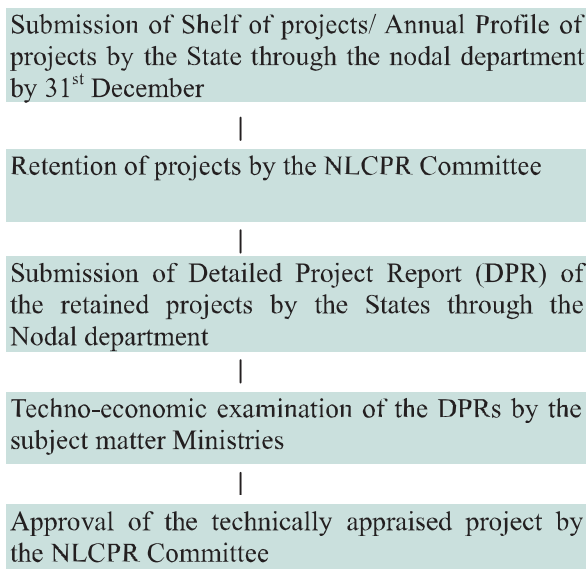 Submission of Shelf of projects/ Annual Profile of
projects by the State through the nodal department
by 31st December
Retention of projects by the NLCPR Committee
Submission of Detailed Project Report (DPR) of
the retained projects by the States through the
Nodal department
Techno-economic examination of the DPRs by the
subject matter Ministries
Approval of the technically appraised project by
the NLCPR Committee